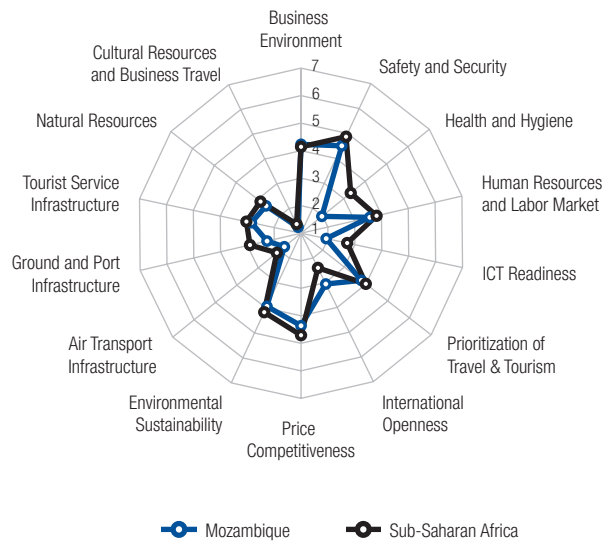 Business
Environment
Cultural Resources
and Business Travel
Safety and Security
Natural Resources
Health and Hygiene
Tourist Service
Infrastructure
Human Resources
and Labor Market
Ground and Port
Infrastructure
ICT Readiness
Air Transport
Infrastructure
Prioritization of
Travel & Tourism
Environmental
Sustainability
International
Openness
Price
Competitiveness
7
6
5
4
3
2
1
Mozambique
Sub-Saharan Africa